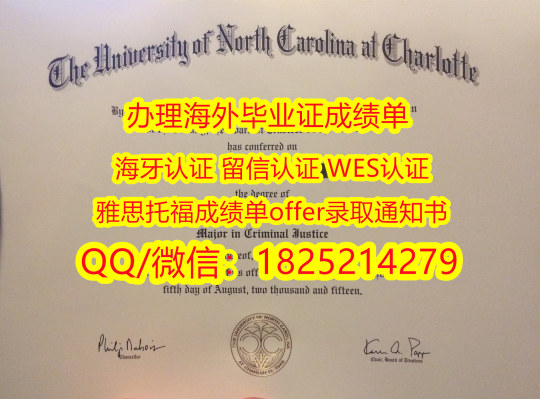 The University of North Carolina at Charlotte
By
办理海外毕业证成绩单
has conferred on
海牙认证 留信认证 WES认证
the degree of
雅思托福成绩单offer录取通知书
Major in Criminal Justice
QQ/微信：1825214279
fifth day of August, two thousand and fifteen.
Chancellor